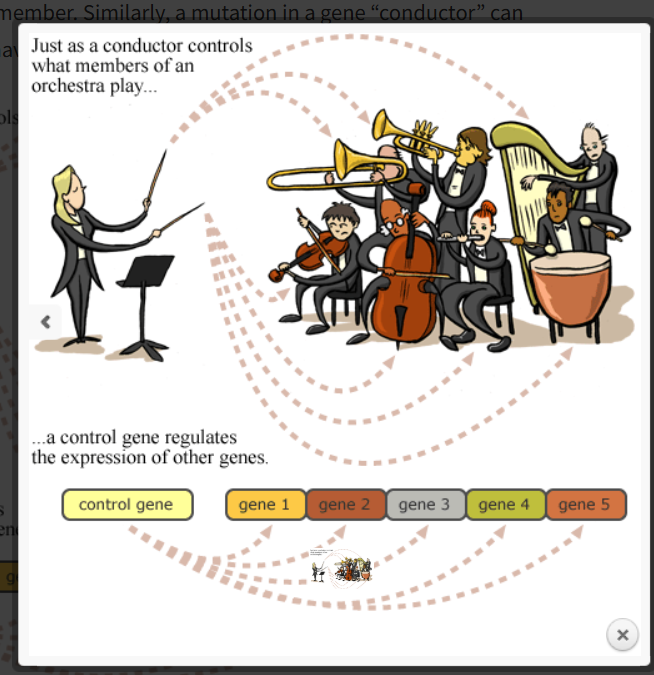 member. Similarly, a mutation in a gene “conductor” can
Just as a conductor controls
what members of an
orchestra play...
...a control gene regulates
the expression of other genes.
control gene
gene 1
gene 2
gene 3
gene 4
gene 5